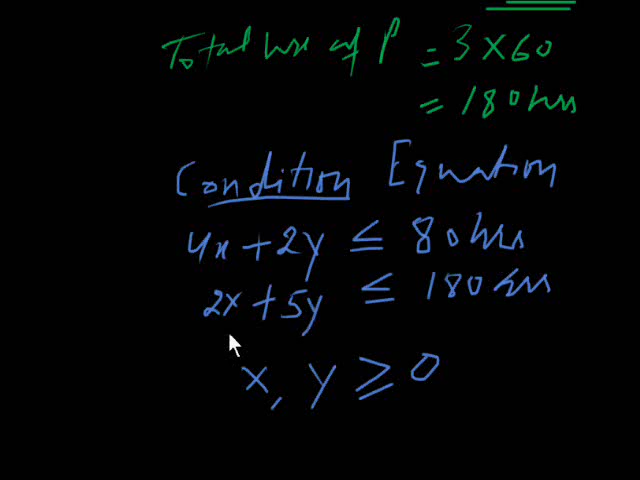 Total hrs of P = 3 X 60
= 180 hrs
Condition Equation
4x + 2y ≤ 80 hrs
2x + 5y ≤ 180 hrs
x, y ≥ 0